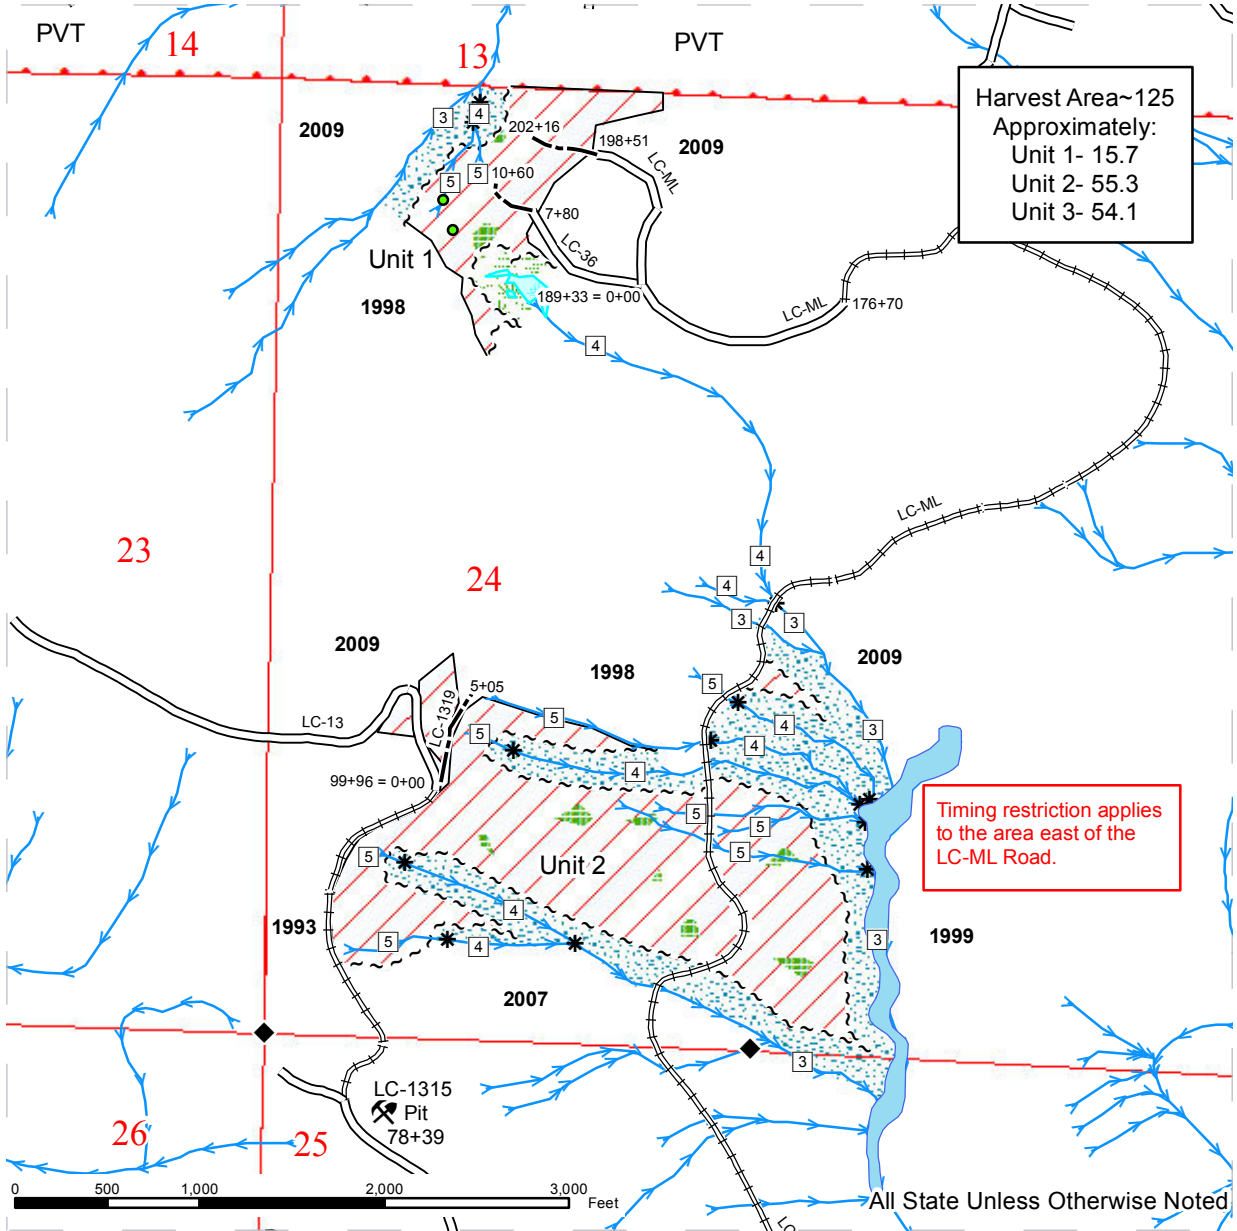 PVT
14
13
PVT
Harvest Area~125
Approximately:
Unit 1- 15.7
Unit 2- 55.3
Unit 3- 54.1
3
4
2009
202+16
198+51
2009
LC-ML
5
5
10+60
7+80
LC-36
Unit 1
189+33 = 0+00
1998
LC-ML
176+70
4
LC-ML
23
24
4
4
3
3
2009
1998
2009
5
5+05
LC-1319
LC-13
5
5
4
4
3
4
99+96 = 0+00
5
5
5
Timing restriction applies
to the area east of the
LC-ML Road.
Unit 2
5
4
1993
5
4
3
1999
2007
3
LC-1315
Pit
78+39
26
25
0
500
1,000
2,000
3,000
Feet
All State Unless Otherwise Noted